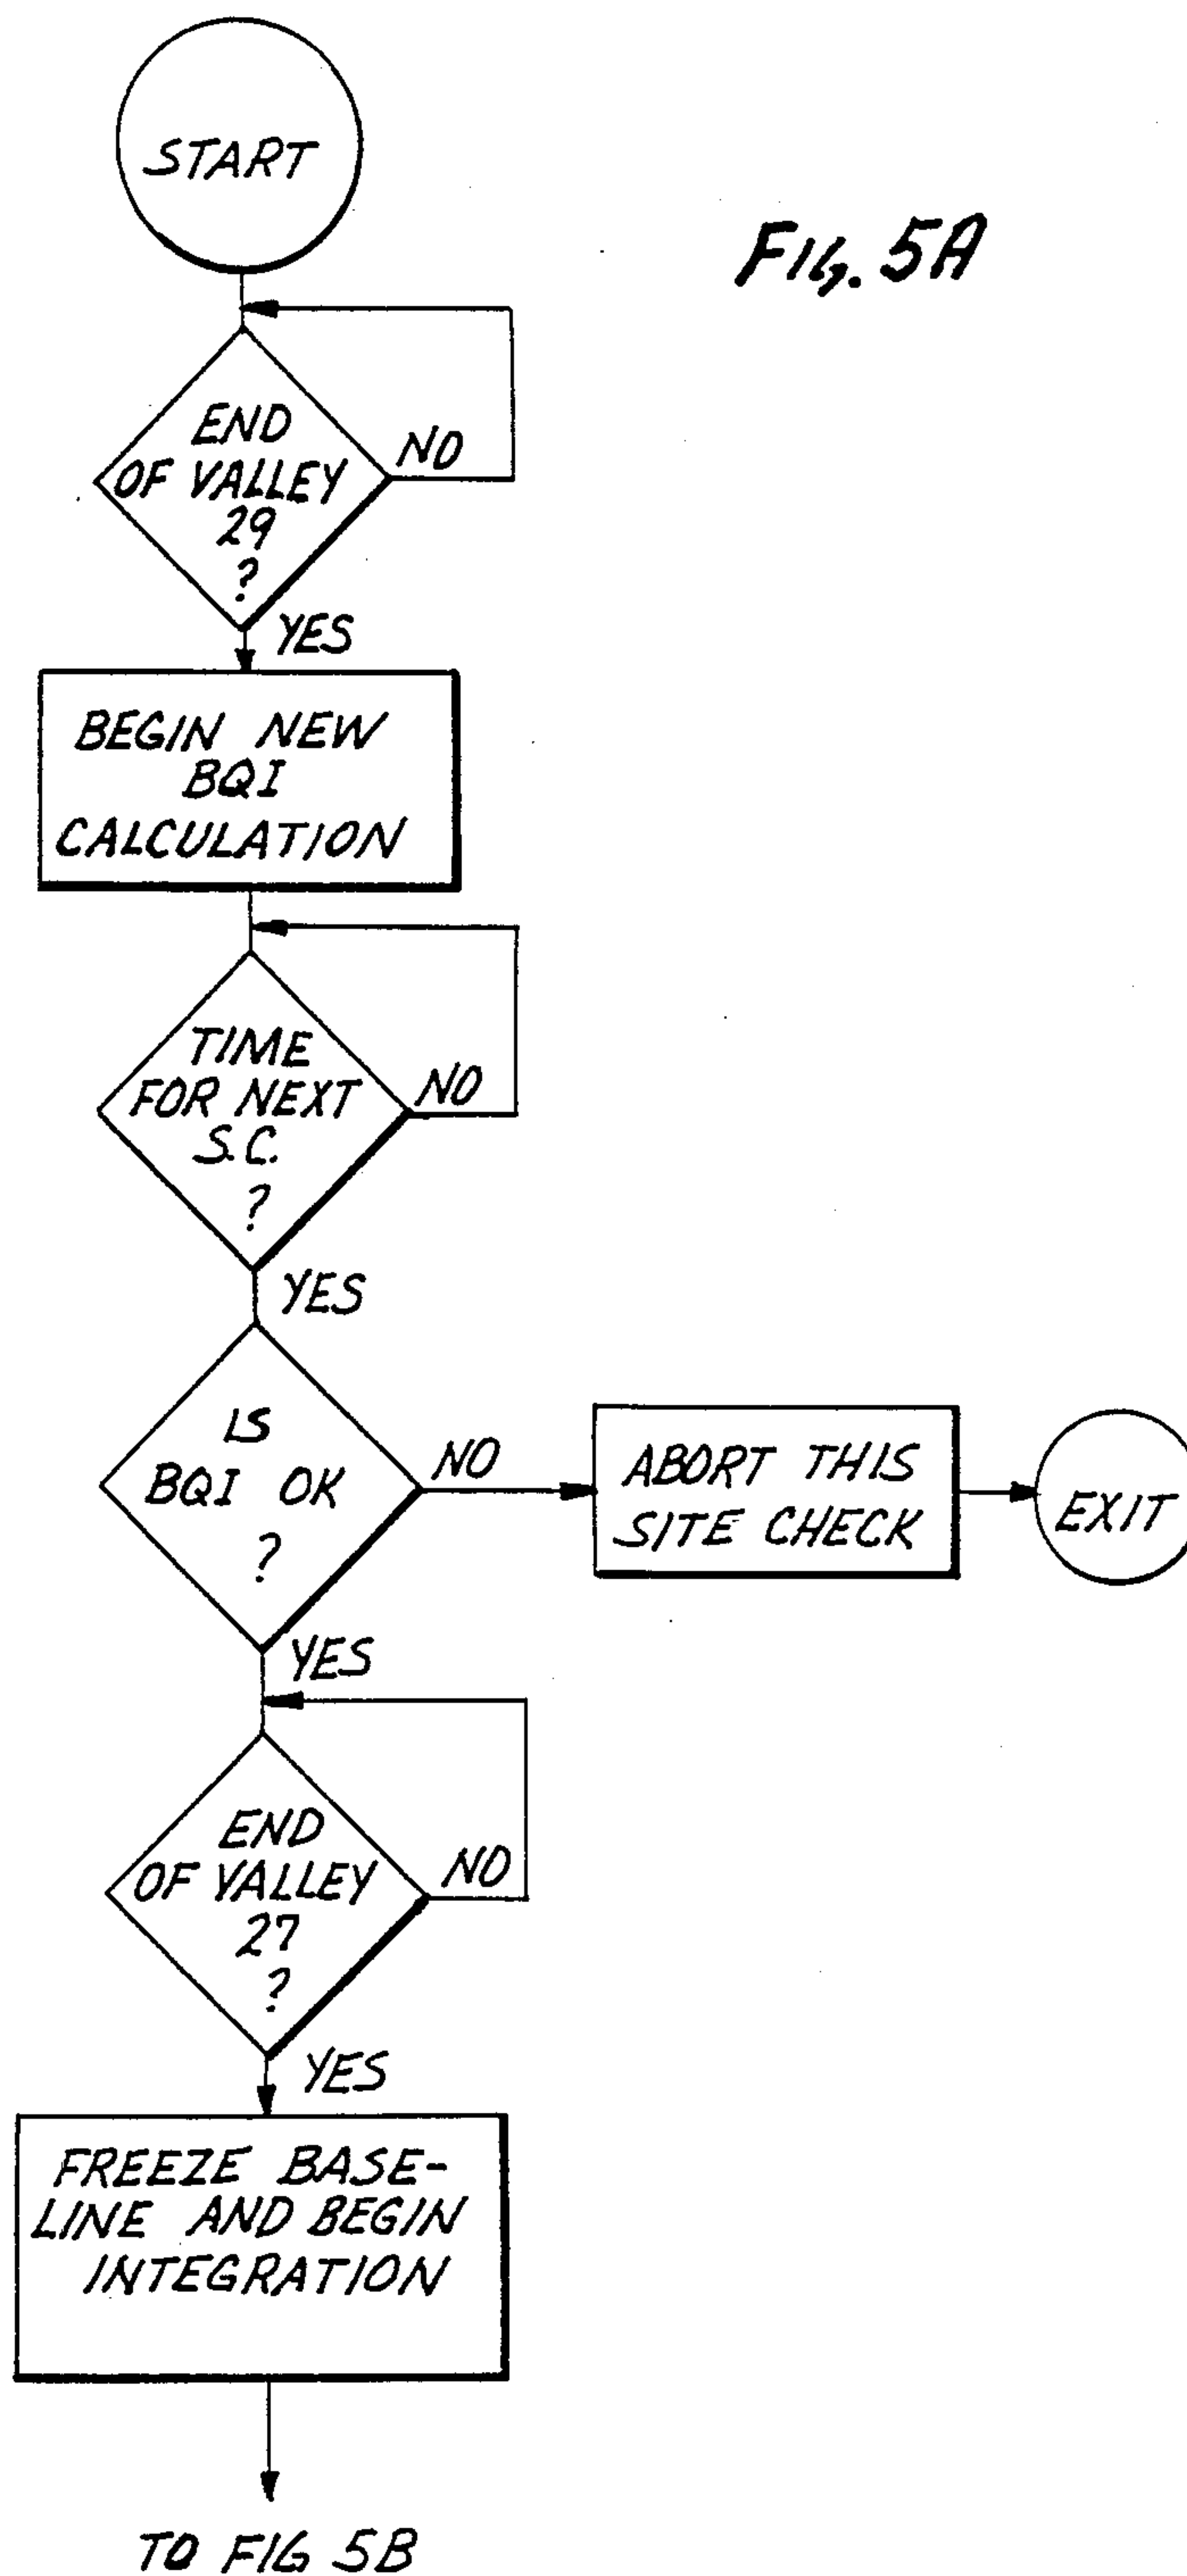 START
FIG. 5A
END
OF VALLEY
29
?
NO
YES
BEGIN NEW
BQI
CALCULATION
TIME
FOR NEXT
S.C.
?
NO
YES
IS
BQI OK
?
NO
ABORT THIS
SITE CHECK
EXIT
YES
END
OF VALLEY
27
?
NO
YES
FREEZE BASE-
LINE AND BEGIN
INTEGRATION
TO FIG 5B